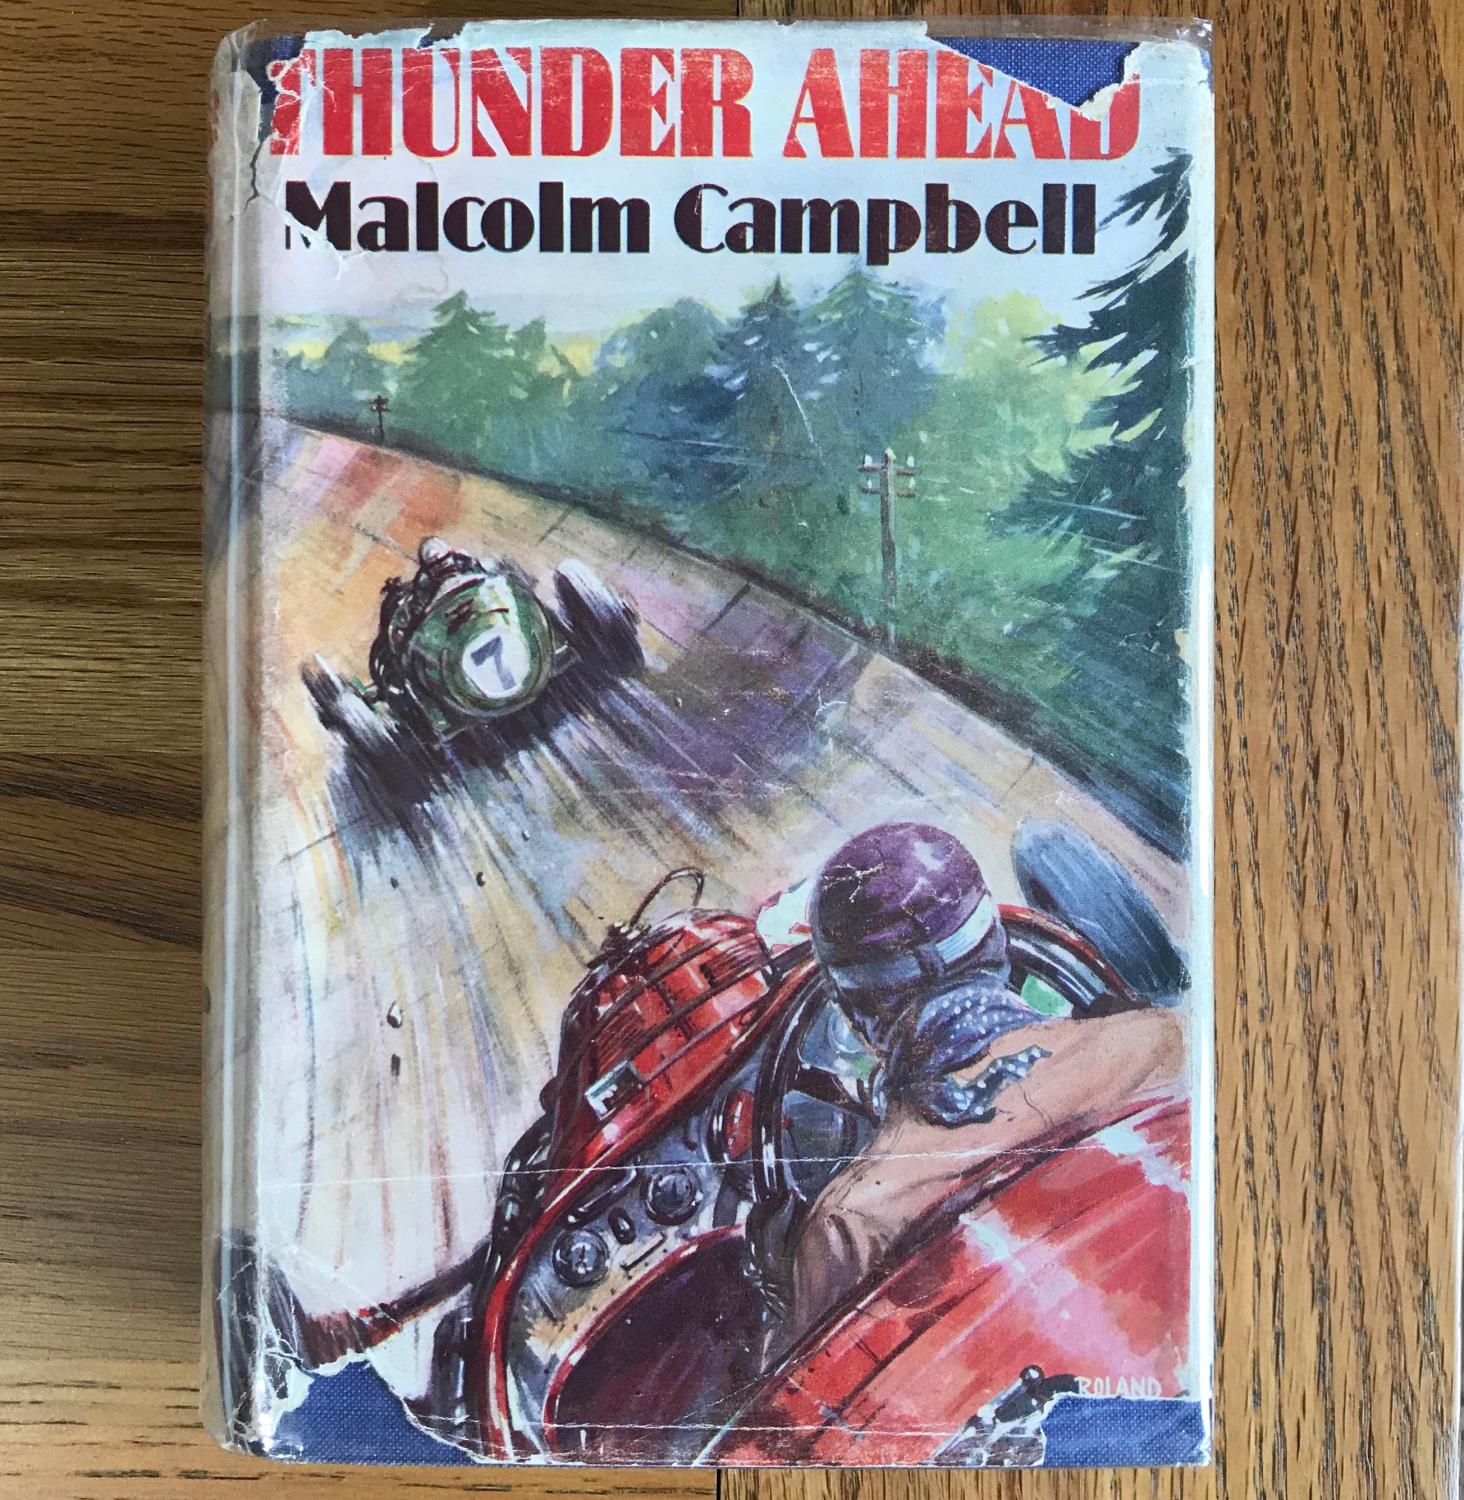 THUNDER AHEAD
Malcolm Campbell
7
ROLAND